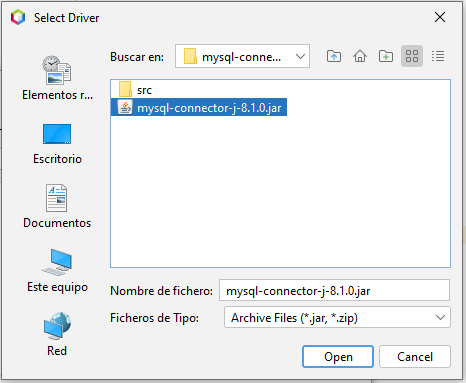 Select Driver
Buscar en:
mysql-conne...
Elementos r...
Escritorio
Documentos
Este equipo
Red
src
mysql-connector-j-8.1.0.jar
Nombre de fichero:
mysql-connector-j-8.1.0.jar
Ficheros de Tipo:
Archive Files (*.jar, *.zip)
Open
Cancel